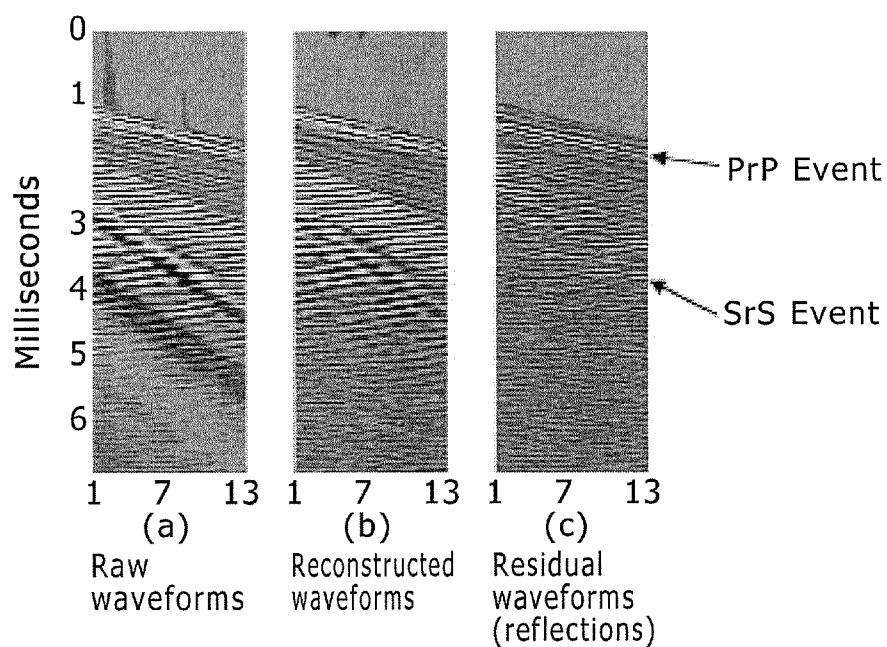 0
1
3
4
5
6
Milliseconds
PrP Event
SrS Event
1 7 13
1 7 13
1 7 13
(a)
(b)
(c)
Raw
waveforms
Reconstructed
waveforms
Residual
waveforms
(reflections)